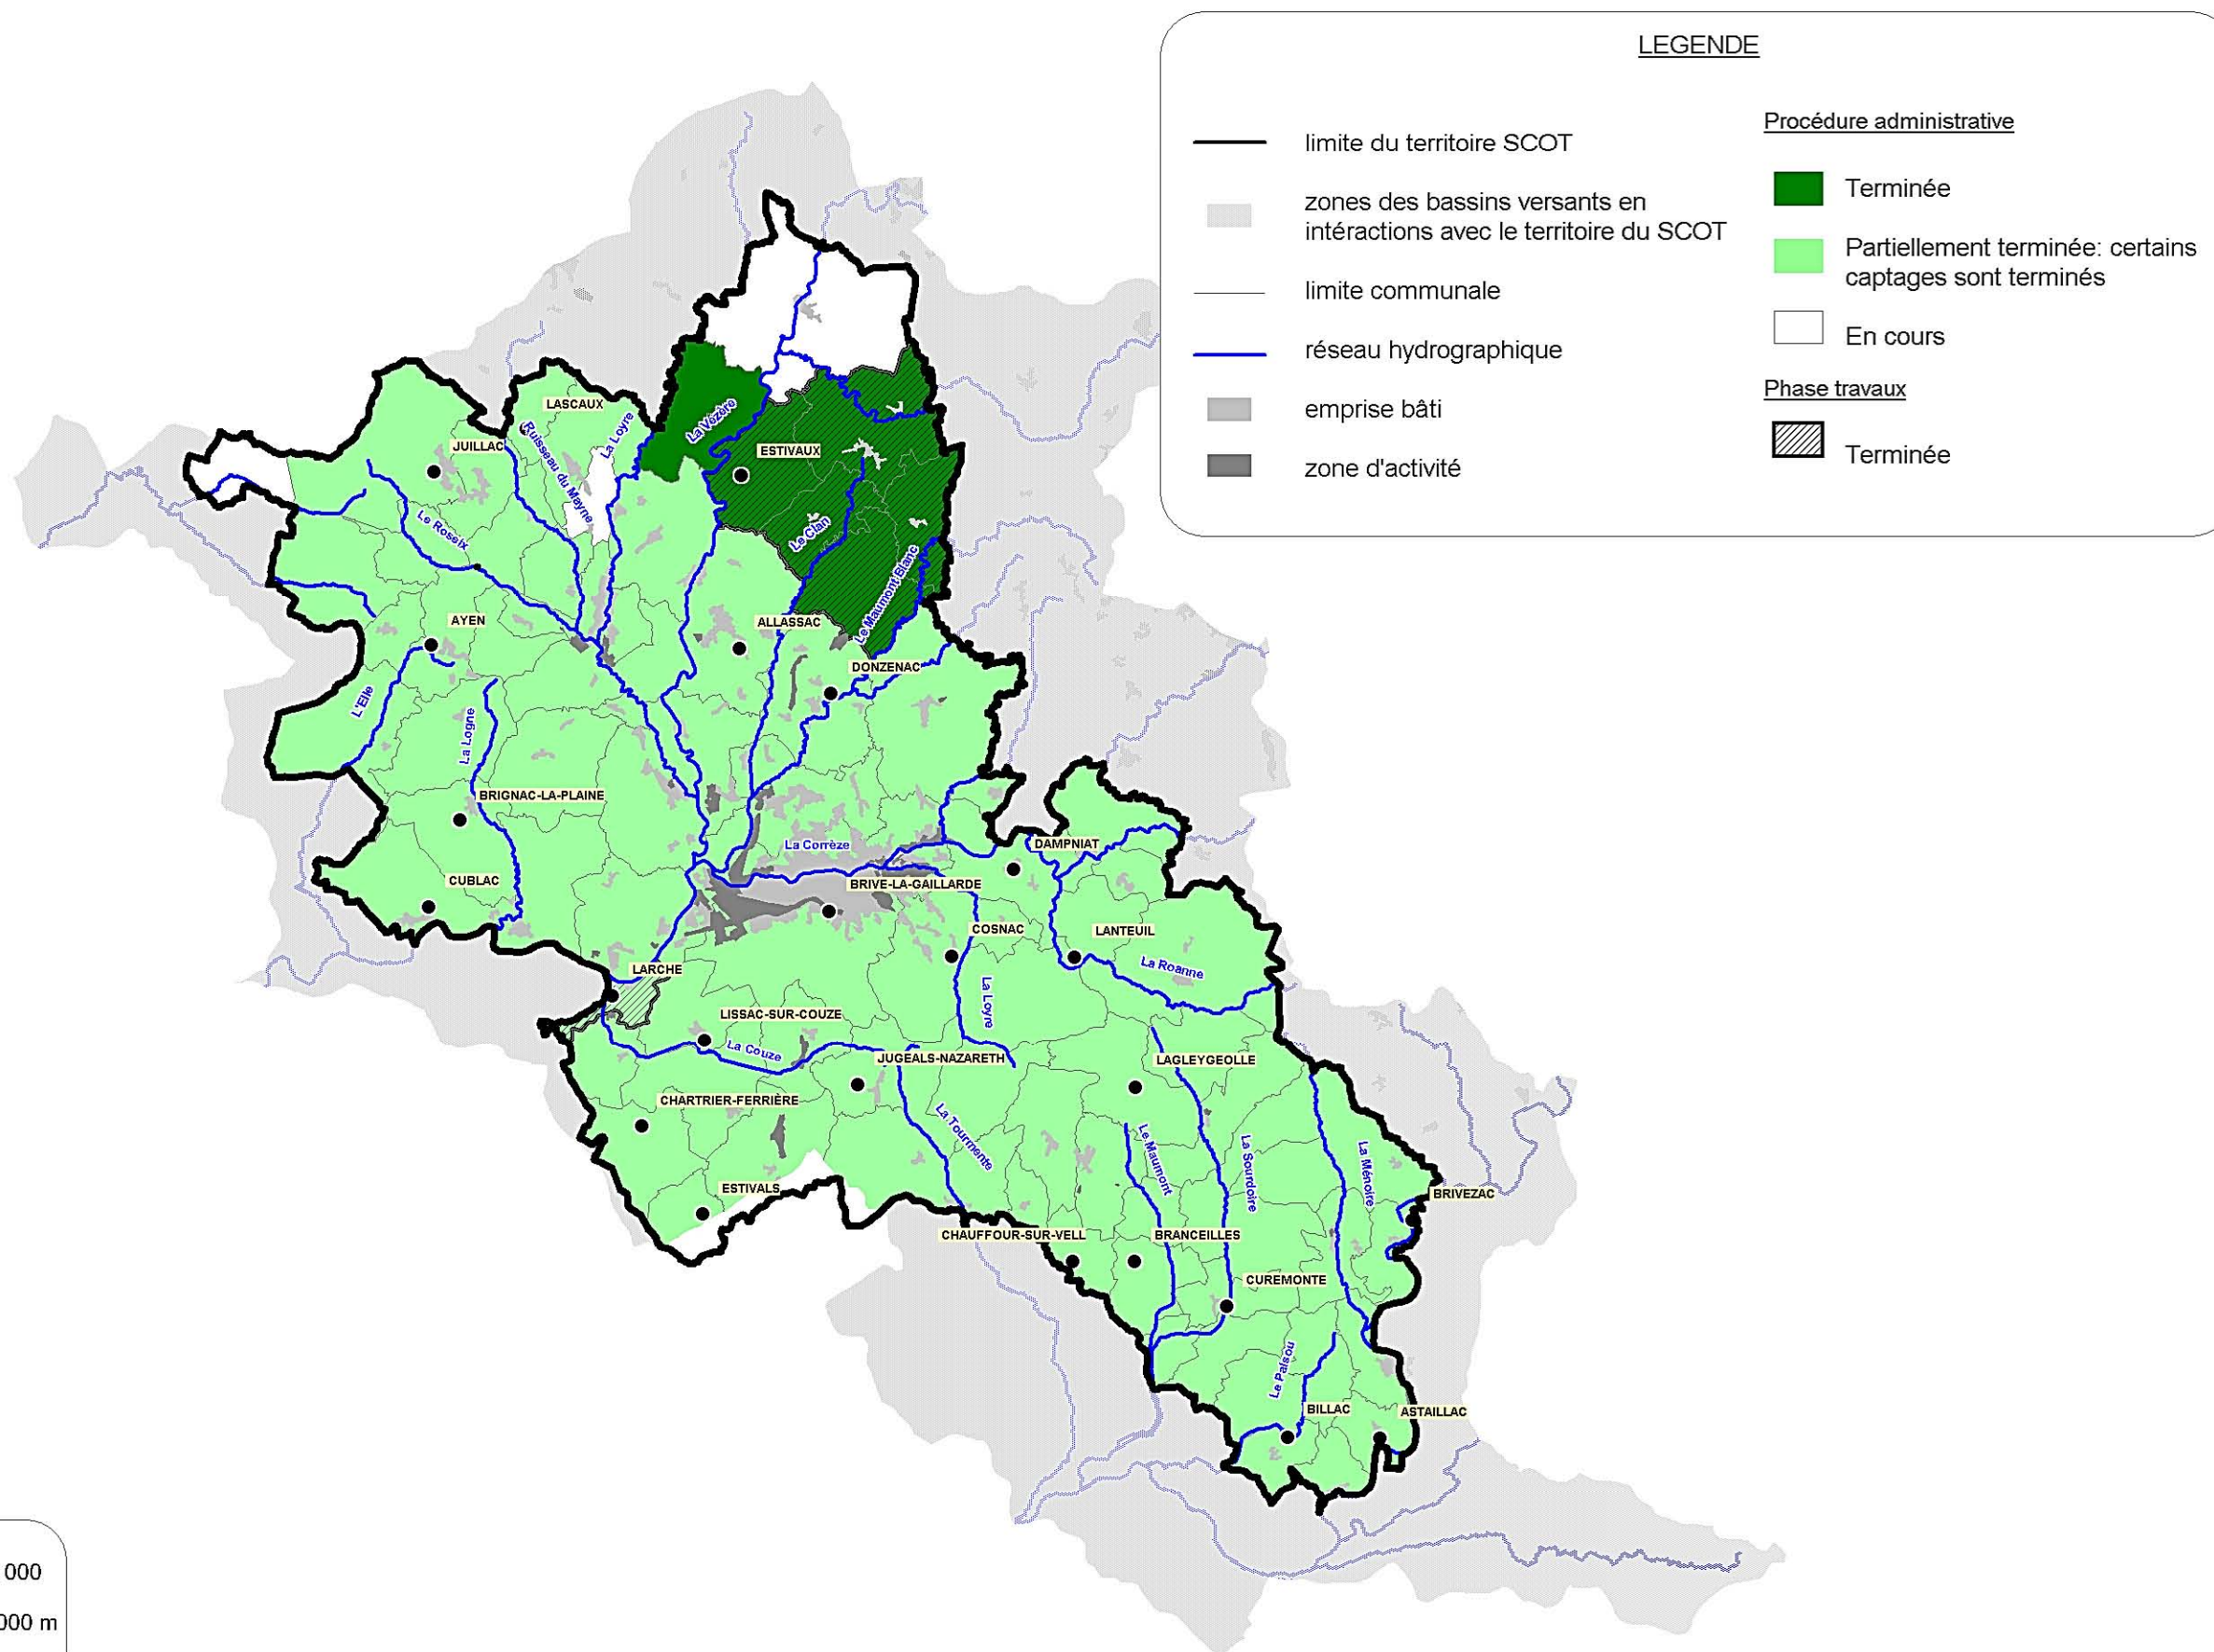 LEGENDE
limite du territoire SCOT
zones des bassins versants en
intéractions avec le territoire du SCOT
limite communale
réseau hydrographique
emprise bâti
zone d'activité
Procédure administrative
Terminée
Partiellement terminée: certains
captages sont terminés
En cours
Phase travaux
Terminée
LASCAUX
JUILLAC
Ruisseau du Mayne
La Loyre
La Vézère
ESTIVAUX
Le Roseix
Le Clan
Le Maumont Blanc
AYEN
ALLASSAC
DONZENAC
L'Elle
La Logne
BRIGNAC-LA-PLAINE
La Corrèze
DAMPNIAT
CUBLAC
BRIVE-LA-GAILLARDE
COSNAC
LANTEUIL
La Roanne
LARCHE
La Loyre
LISSAC-SUR-COUZE
La Couze
JUGEALS-NAZARETH
LAGLEYGEOLLE
CHARTRIER-FERRIÈRE
La Tourmente
Le Maumont
La Sourdoire
La Ménoire
ESTIVALS
BRIVEZAC
CHAUFFOUR-SUR-VELL
BRANCEILLES
CUREMONTE
Le Palsou
BILLAC
ASTAILLAC
000
000 m